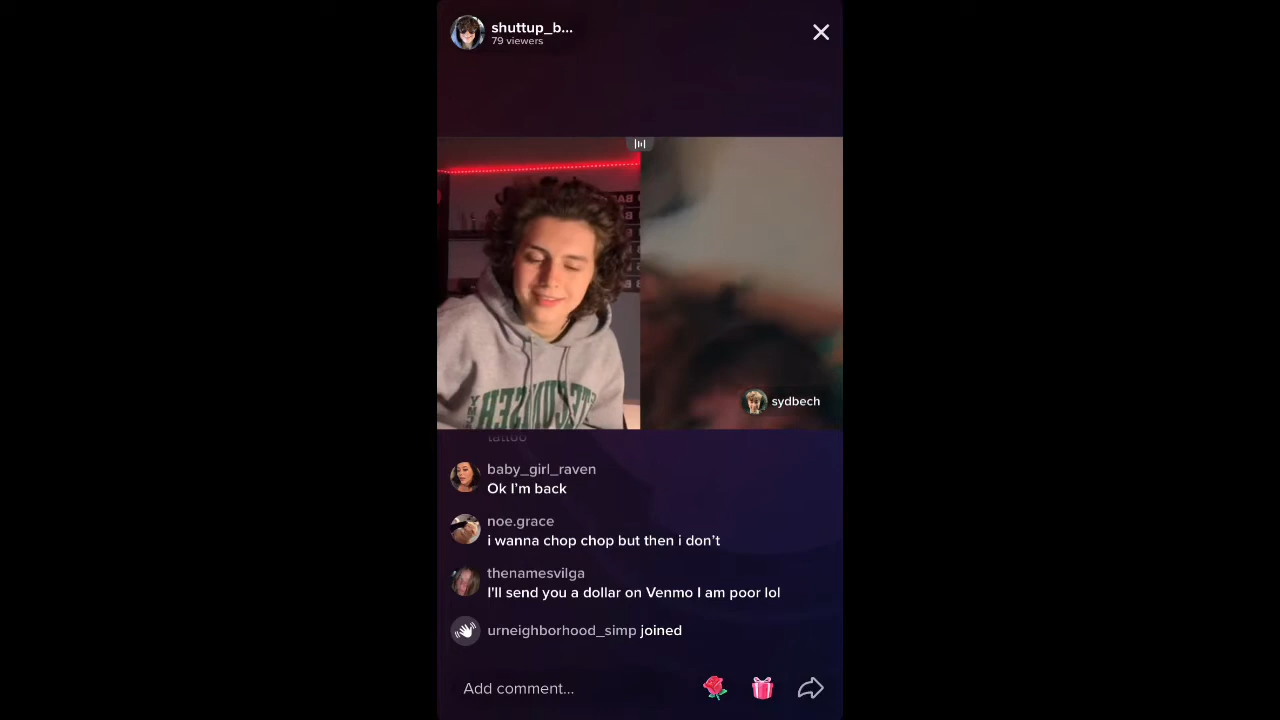 shuttup_b...
79 viewers
sydbech
tattoo
baby_girl_raven
Ok I'm back
noe.grace
i wanna chop chop but then i don't
thenamesvilga
I'll send you a dollar on Venmo I am poor lol
urneighborhood_simp joined
Add comment...